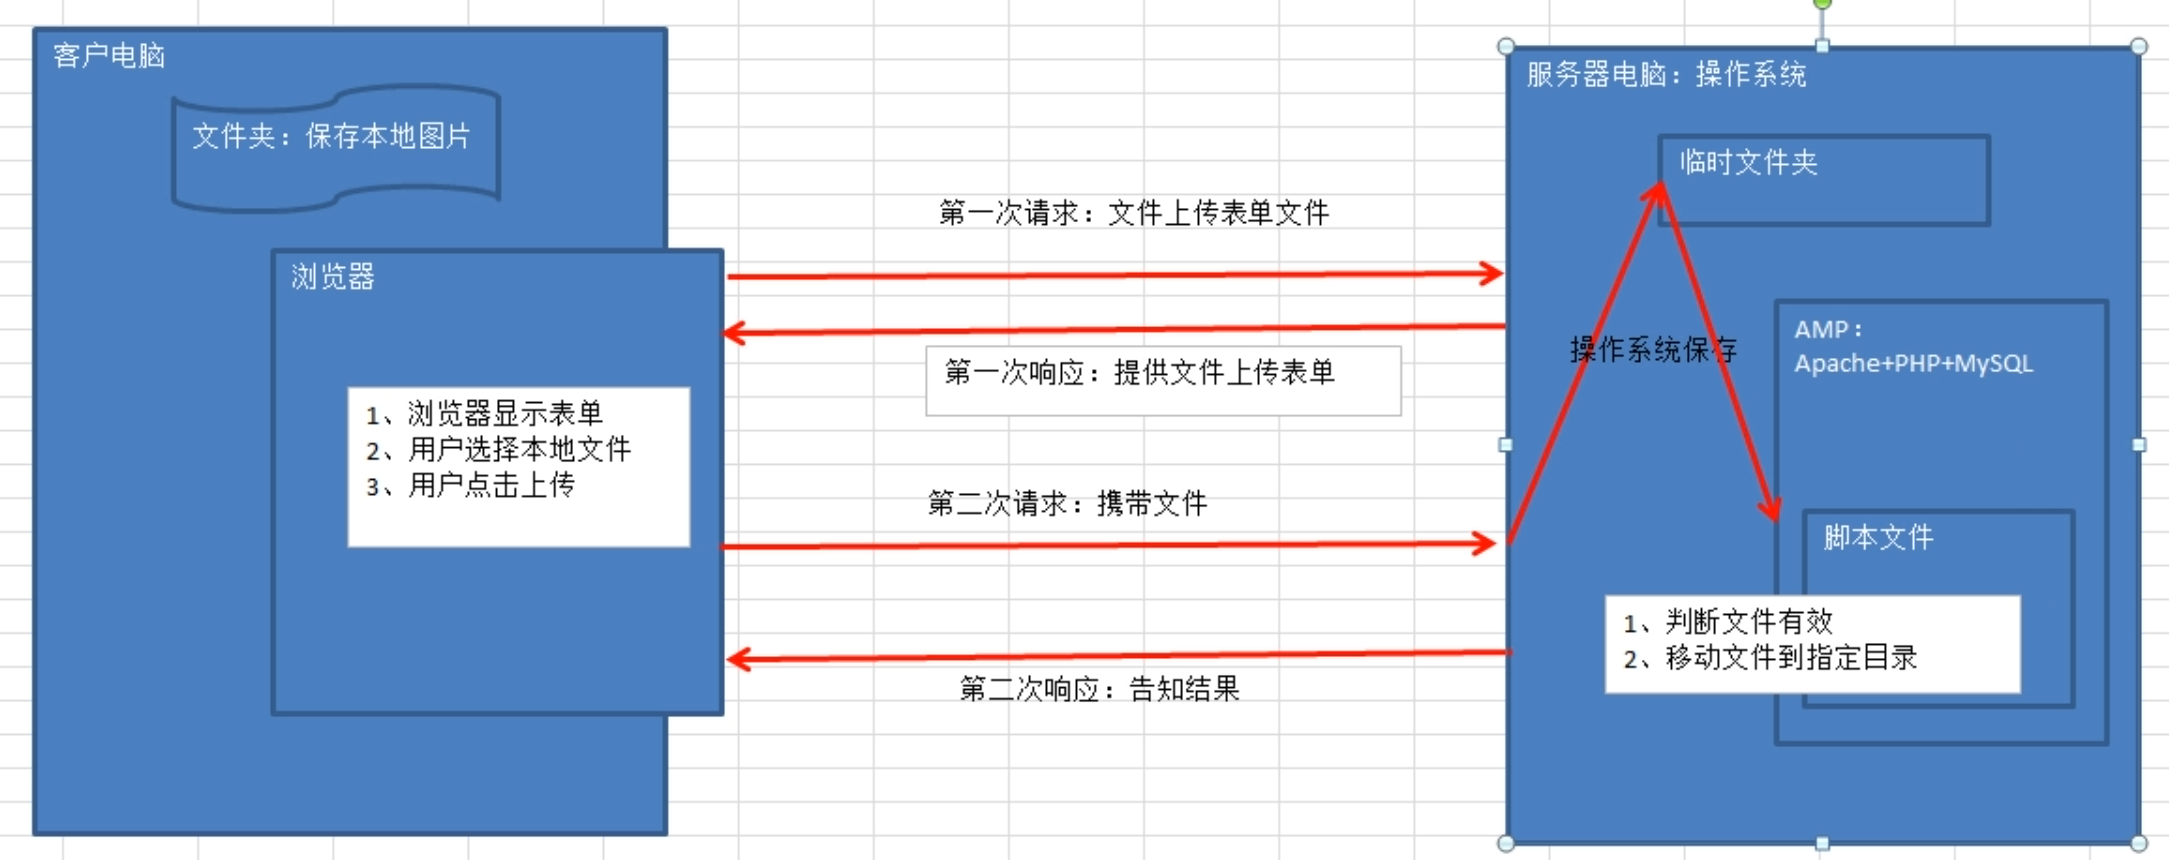 客户电脑
文件夹：保存本地图片
浏览器
1、浏览器显示表单
2、用户选择本地文件
3、用户点击上传
第一次请求：文件上传表单文件
第一次响应：提供文件上传表单
第二次请求：携带文件
第二次响应：告知结果
服务器电脑：操作系统
临时文件夹
操作系统保存
AMP：
Apache+PHP+MySQL
脚本文件
1、判断文件有效
2、移动文件到指定目录